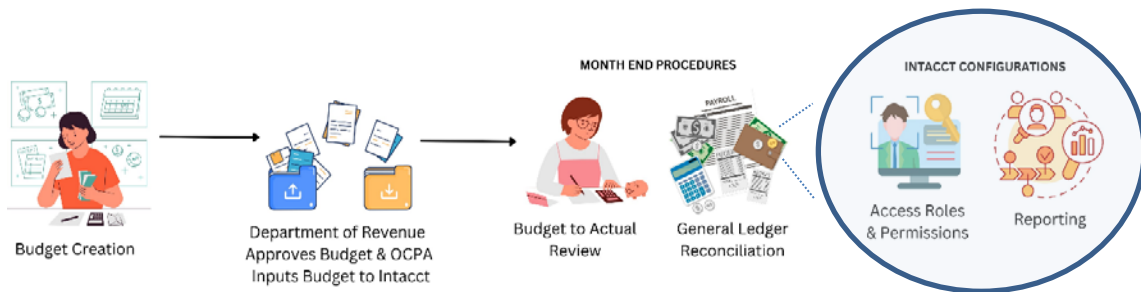 MONTH END PROCEDURES
INTACCT CONFIGURATIONS
PAYROLL
Budget Creation
Department of Revenue
Approves Budget & OCPA
Inputs Budget to Intacct
Budget to Actual
Review
General Ledger
Reconciliation
Access Roles
& Permissions
Reporting